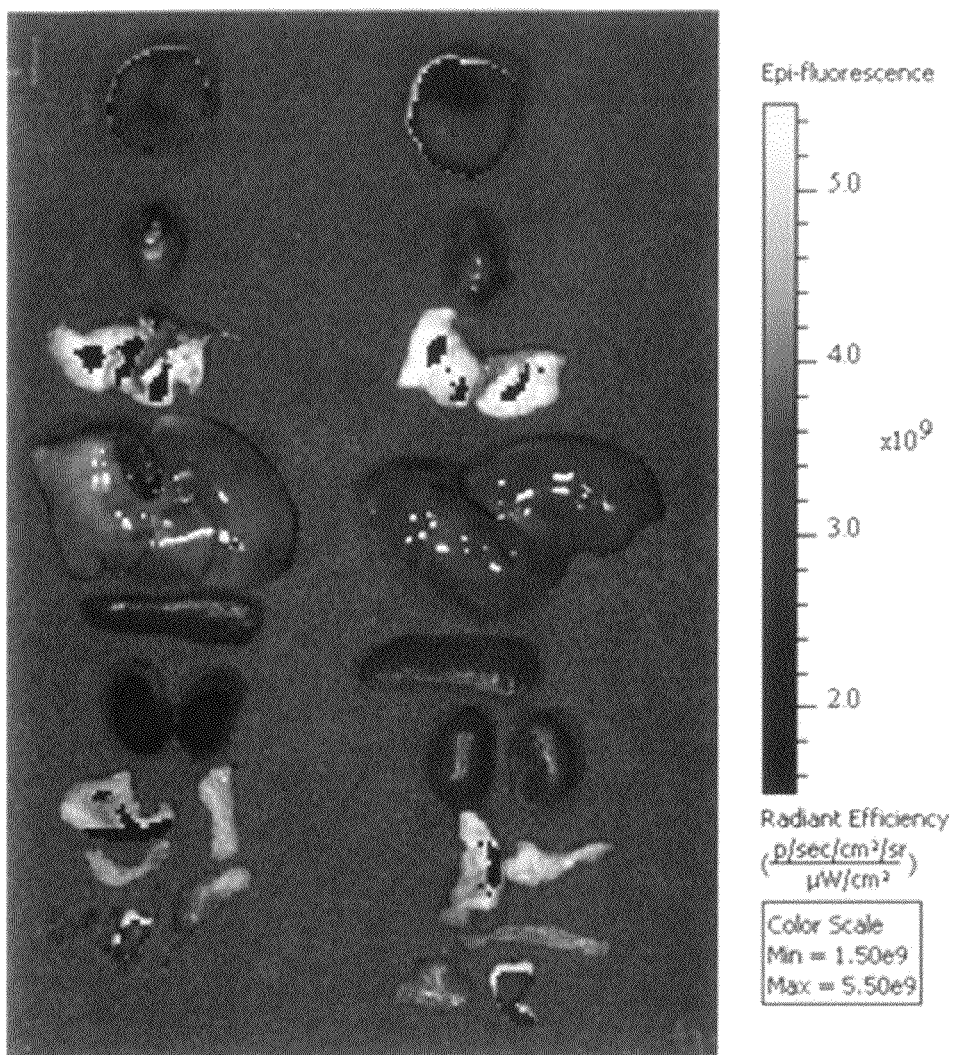 Epi-fluorescence
5.0
4.0
x10⁹
3.0
2.0
Radiant Efficiency
(p/sec/cm²/sr
μW/cm²)
Color Scale
Min = 1.50e9
Max = 5.50e9